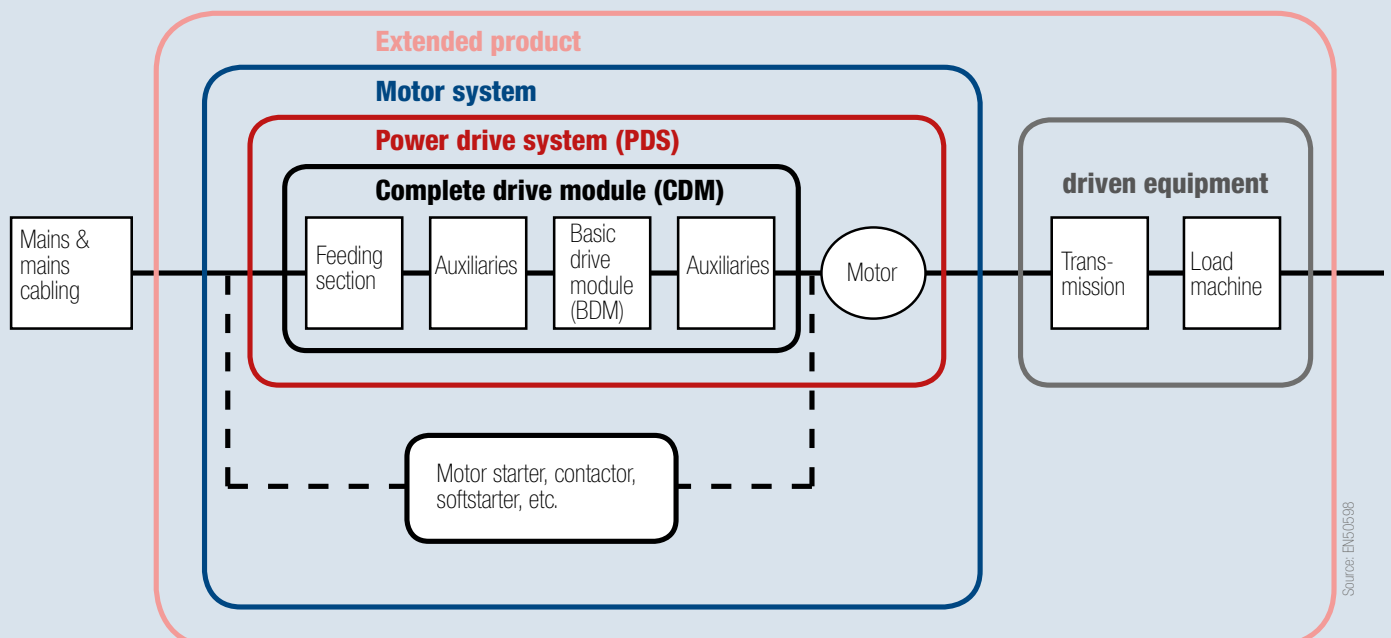 Extended product
Motor system
Power drive system (PDS)
Complete drive module (CDM)
driven equipment
Mains &
mains
cabling
Feeding
section
Auxiliaries
Basic
drive
module
(BDM)
Auxiliaries
Motor
Trans-
mission
Load
machine
Motor starter, contactor,
softstarter, etc.
Source: EN50598